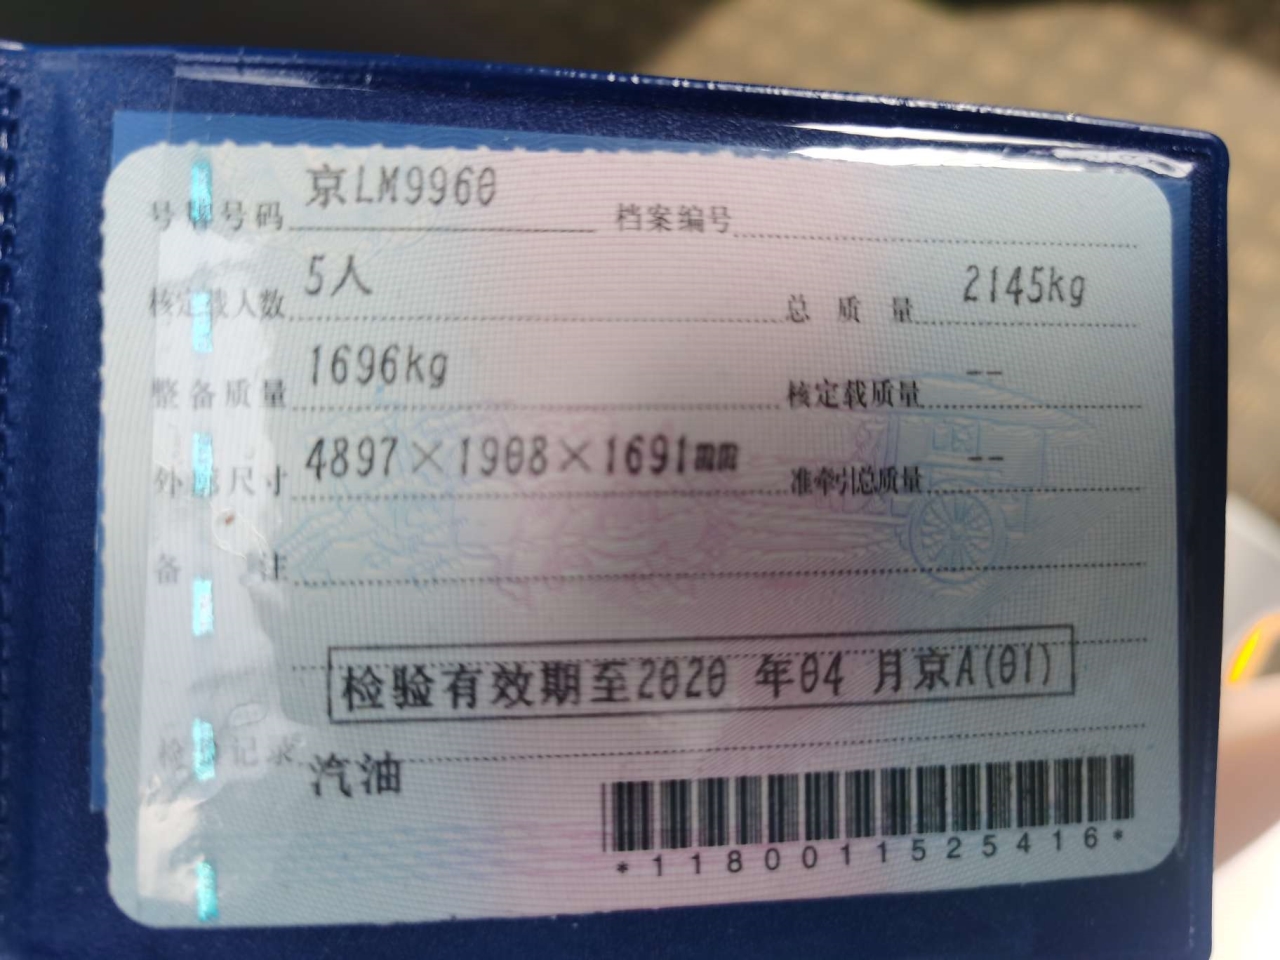 号牌号码 京LM9960 档案编号
核定载人数 5人 总质量 2145kg
整备质量 1696kg 核定载质量 --
外廓尺寸 4897×1908×1691mm 准牵引总质量 --
备注
检验有效期至2020 年04 月京A(01)
检验记录 汽油
*1180011525416*